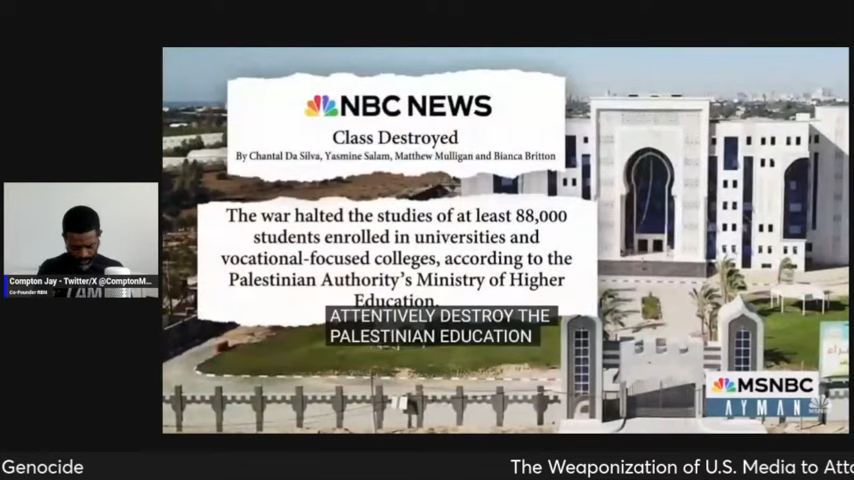 NBC NEWS
Class Destroyed
By Chantal Da Silva, Yasmine Salam, Matthew Mulligan and Bianca Britton
The war halted the studies of at least 88,000
students enrolled in universities and
vocational-focused colleges, according to the
Palestinian Authority's Ministry of Higher
Education.
ATTENTIVELY DESTROY THE
PALESTINIAN EDUCATION
Compton Jay - Twitter/X @ComptonM...
Co-Founder RBN
I AM
MSNBC
AYMAN
Genocide
The Weaponization of U.S. Media to Atta